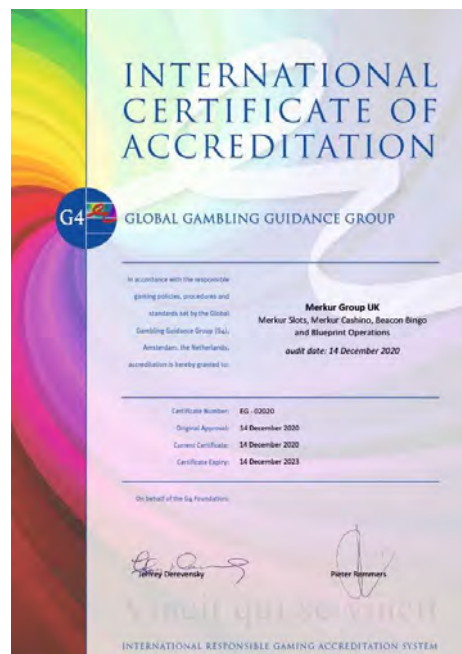 INTERNATIONAL
CERTIFICATE OF
ACCREDITATION
G4
GLOBAL GAMBLING GUIDANCE GROUP
In accordance with the responsible
gaming policies, procedures and
standards set by the Global
Gambling Guidance Group (G4),
Amsterdam, the Netherlands,
accreditation is hereby granted to:
Merkur Group UK
Merkur Slots, Merkur Cashino, Beacon Bingo
and Blueprint Operations
audit date: 14 December 2020
Certificate Number: EG - 02020
Original Approval: 14 December 2020
Current Certificate: 14 December 2020
Certificate Expiry: 14 December 2023
On behalf of the G4 Foundation:
Jeffrey Derevensky
Pieter Remmers
Vincit qui se vincit
INTERNATIONAL RESPONSIBLE GAMING ACCREDITATION SYSTEM